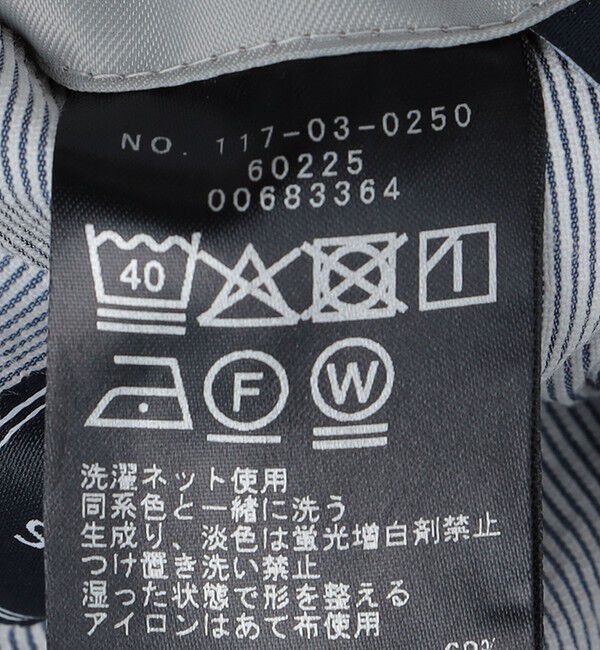 NO. 117-03-0250
60225
00683364
40
F W
洗濯ネット使用
同系色と一緒に洗う
生成り、淡色は蛍光増白剤禁止
つけ置き洗い禁止
湿った状態で形を整える
アイロンはあて布使用